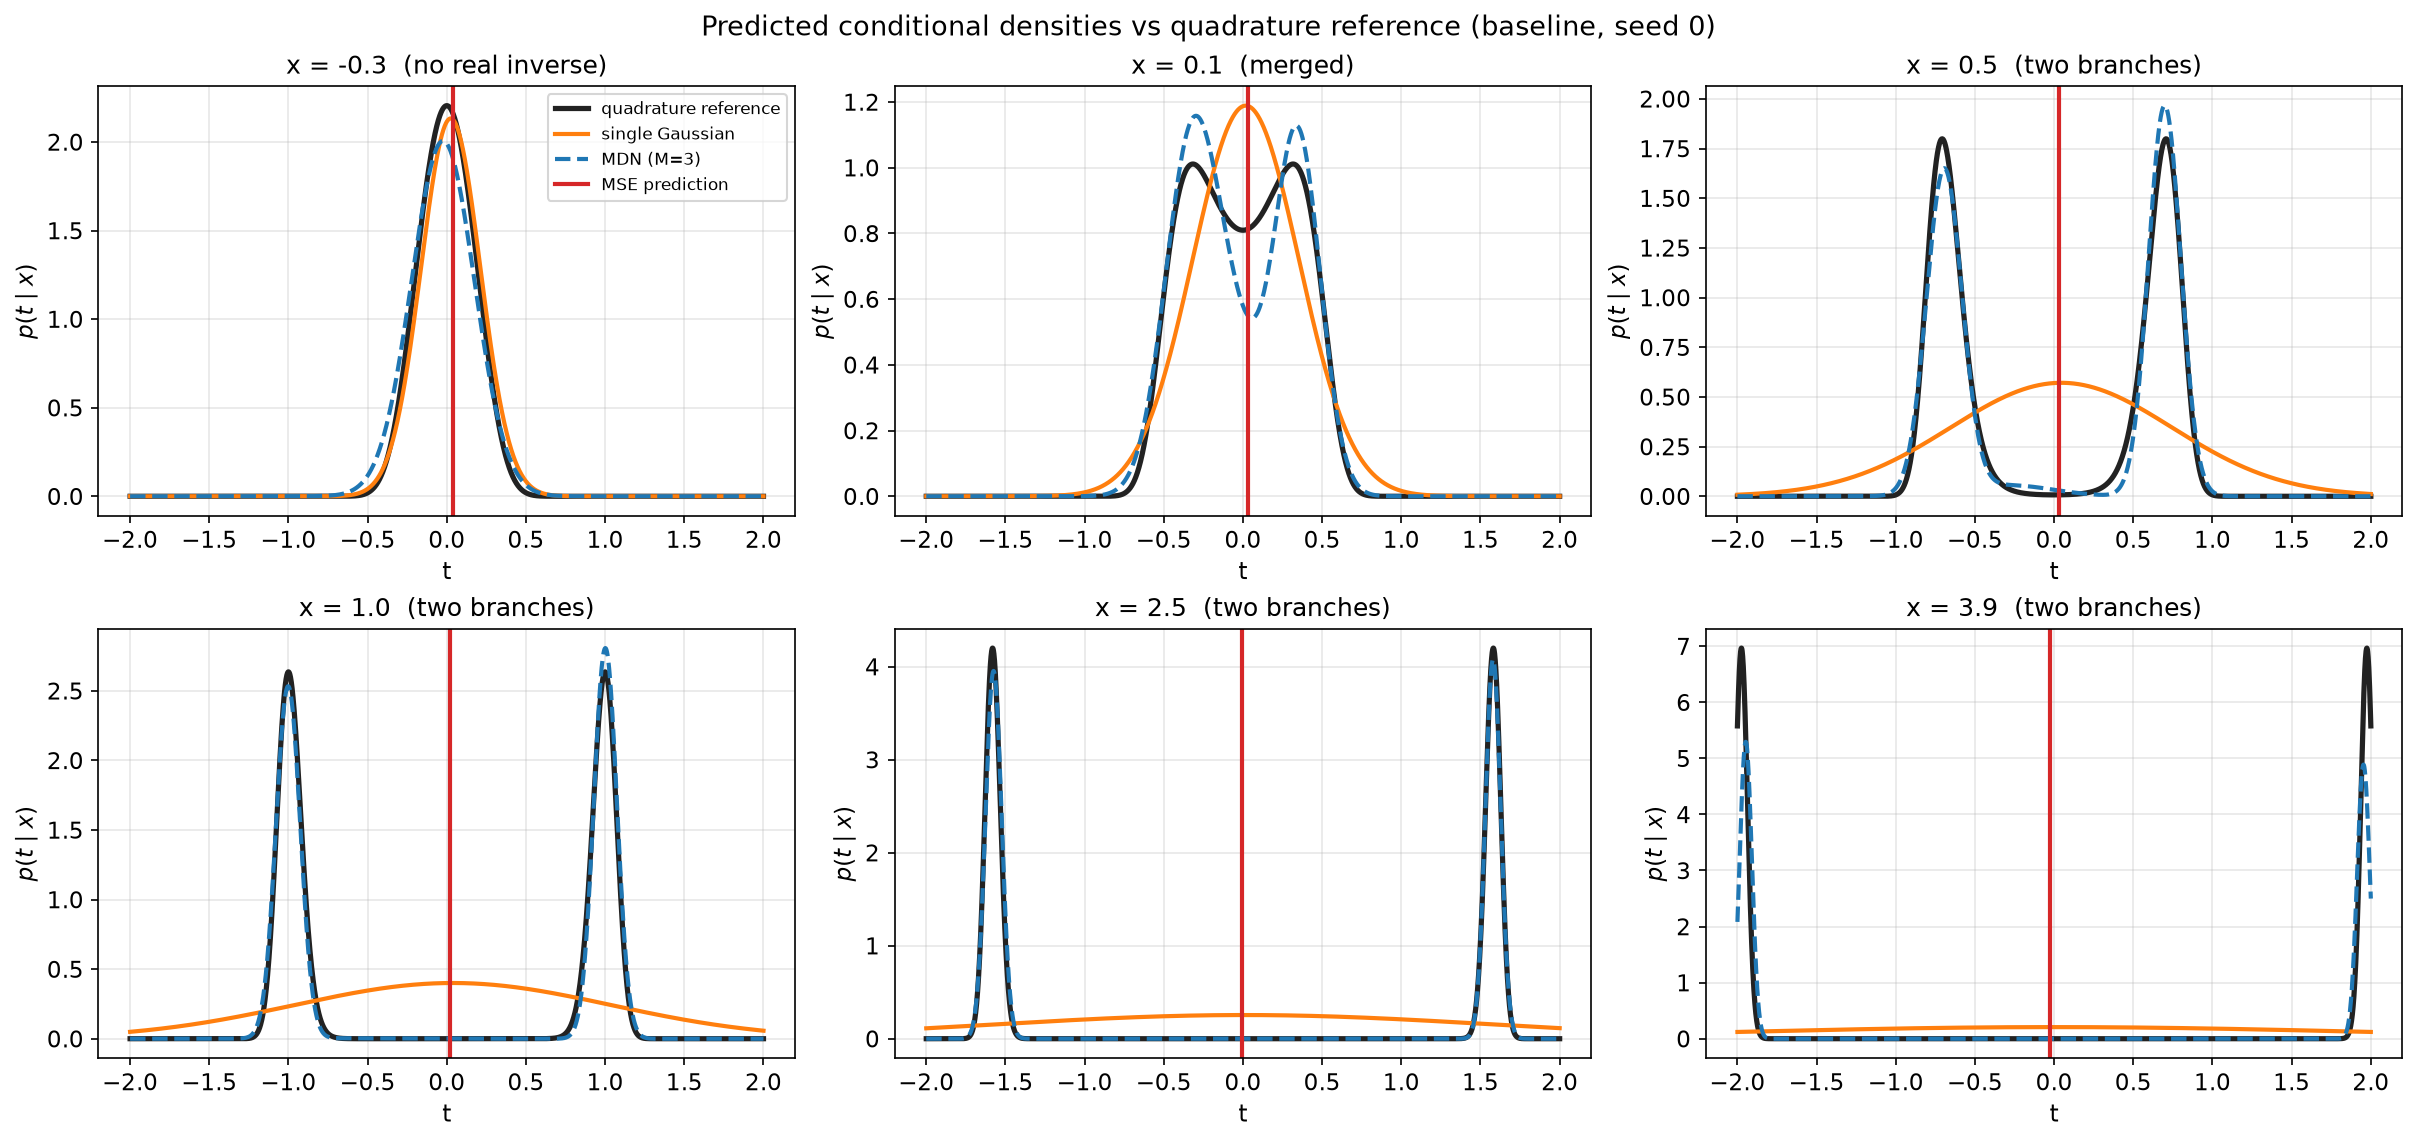 Predicted conditional densities vs quadrature reference (baseline, seed 0)
x = -0.3  (no real inverse)
p(t | x)
2.0
1.5
1.0
0.5
0.0
quadrature reference
single Gaussian
MDN (M=3)
MSE prediction
−2.0 −1.5 −1.0 −0.5 0.0 0.5 1.0 1.5 2.0
t
x = 0.1  (merged)
p(t | x)
1.2
1.0
0.8
0.6
0.4
0.2
0.0
−2.0 −1.5 −1.0 −0.5 0.0 0.5 1.0 1.5 2.0
t
x = 0.5  (two branches)
p(t | x)
2.00
1.75
1.50
1.25
1.00
0.75
0.50
0.25
0.00
−2.0 −1.5 −1.0 −0.5 0.0 0.5 1.0 1.5 2.0
t
x = 1.0  (two branches)
p(t | x)
2.5
2.0
1.5
1.0
0.5
0.0
−2.0 −1.5 −1.0 −0.5 0.0 0.5 1.0 1.5 2.0
t
x = 2.5  (two branches)
p(t | x)
4
3
2
1
0
−2.0 −1.5 −1.0 −0.5 0.0 0.5 1.0 1.5 2.0
t
x = 3.9  (two branches)
p(t | x)
7
6
5
4
3
2
1
0
−2.0 −1.5 −1.0 −0.5 0.0 0.5 1.0 1.5 2.0
t